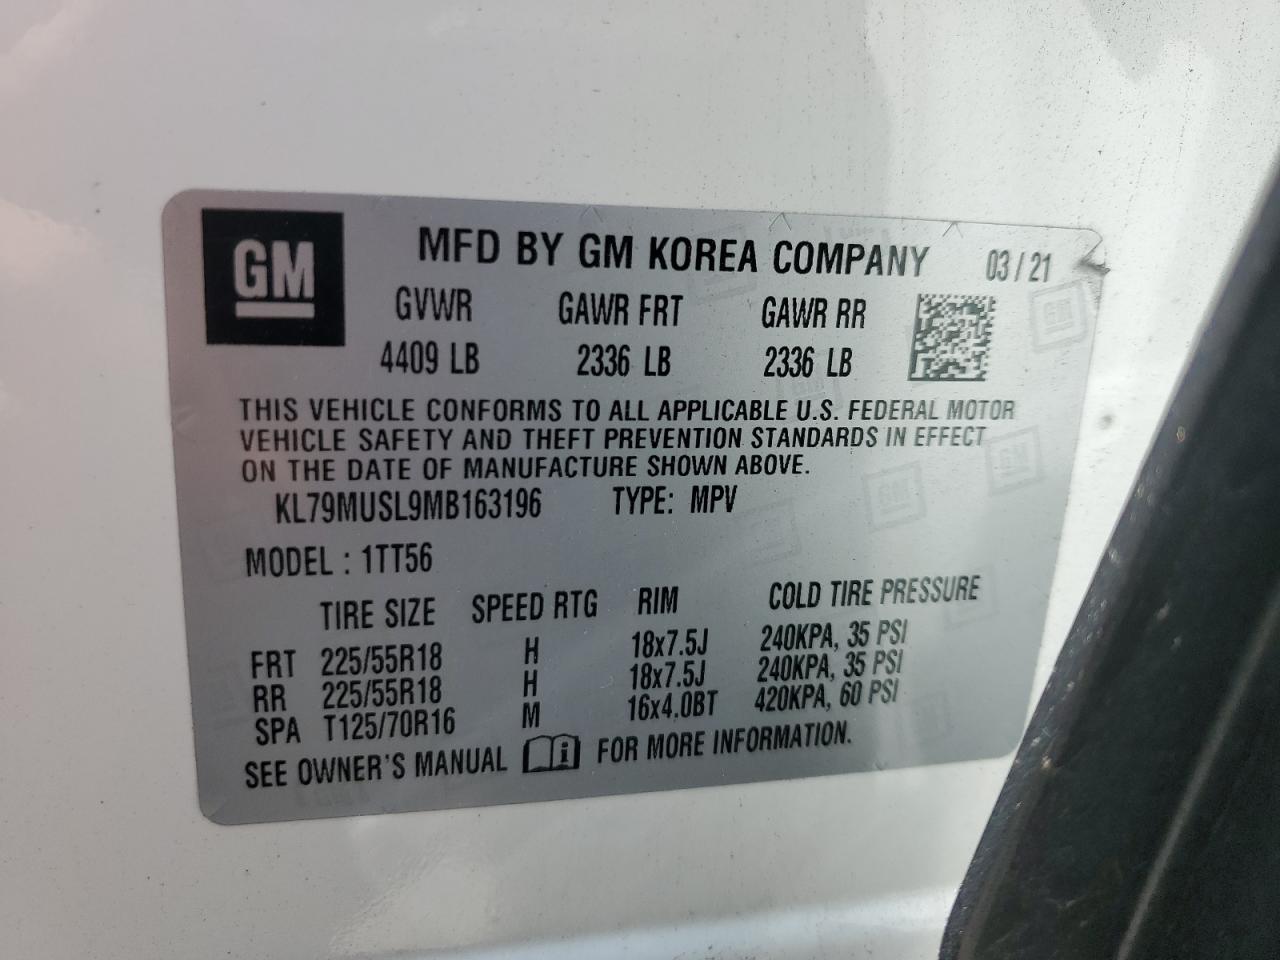 GM
MFD BY GM KOREA COMPANY 03/21
GVWR GAWR FRT GAWR RR
4409 LB 2336 LB 2336 LB
THIS VEHICLE CONFORMS TO ALL APPLICABLE U.S. FEDERAL MOTOR
VEHICLE SAFETY AND THEFT PREVENTION STANDARDS IN EFFECT
ON THE DATE OF MANUFACTURE SHOWN ABOVE.
KL79MUSL9MB163196 TYPE: MPV
MODEL : 1TT56
TIRE SIZE SPEED RTG RIM COLD TIRE PRESSURE
FRT 225/55R18 H 18x7.5J 240KPA, 35 PSI
RR 225/55R18 H 18x7.5J 240KPA, 35 PSI
SPA T125/70R16 M 16x4.0BT 420KPA, 60 PSI
SEE OWNER'S MANUAL i FOR MORE INFORMATION.